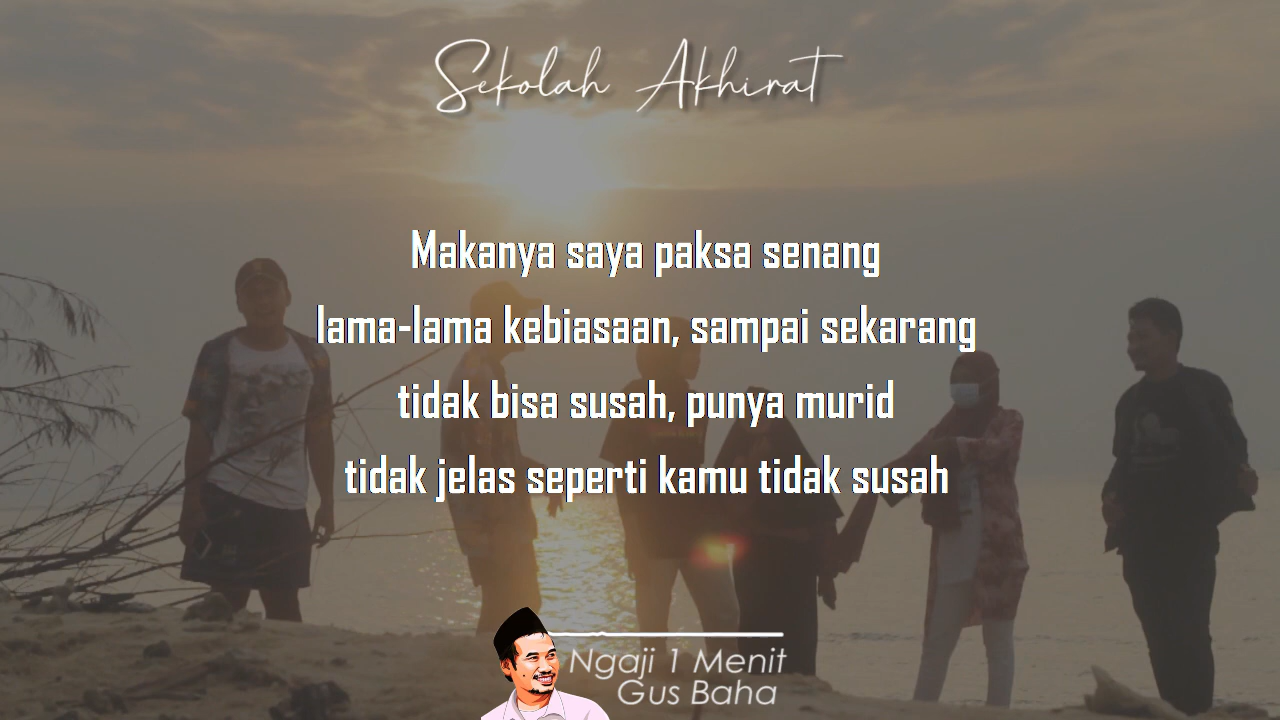 Sekolah Akhirat
Makanya saya paksa senang
lama-lama kebiasaan, sampai sekarang
tidak bisa susah, punya murid
tidak jelas seperti kamu tidak susah
Ngaji 1 Menit
Gus Baha